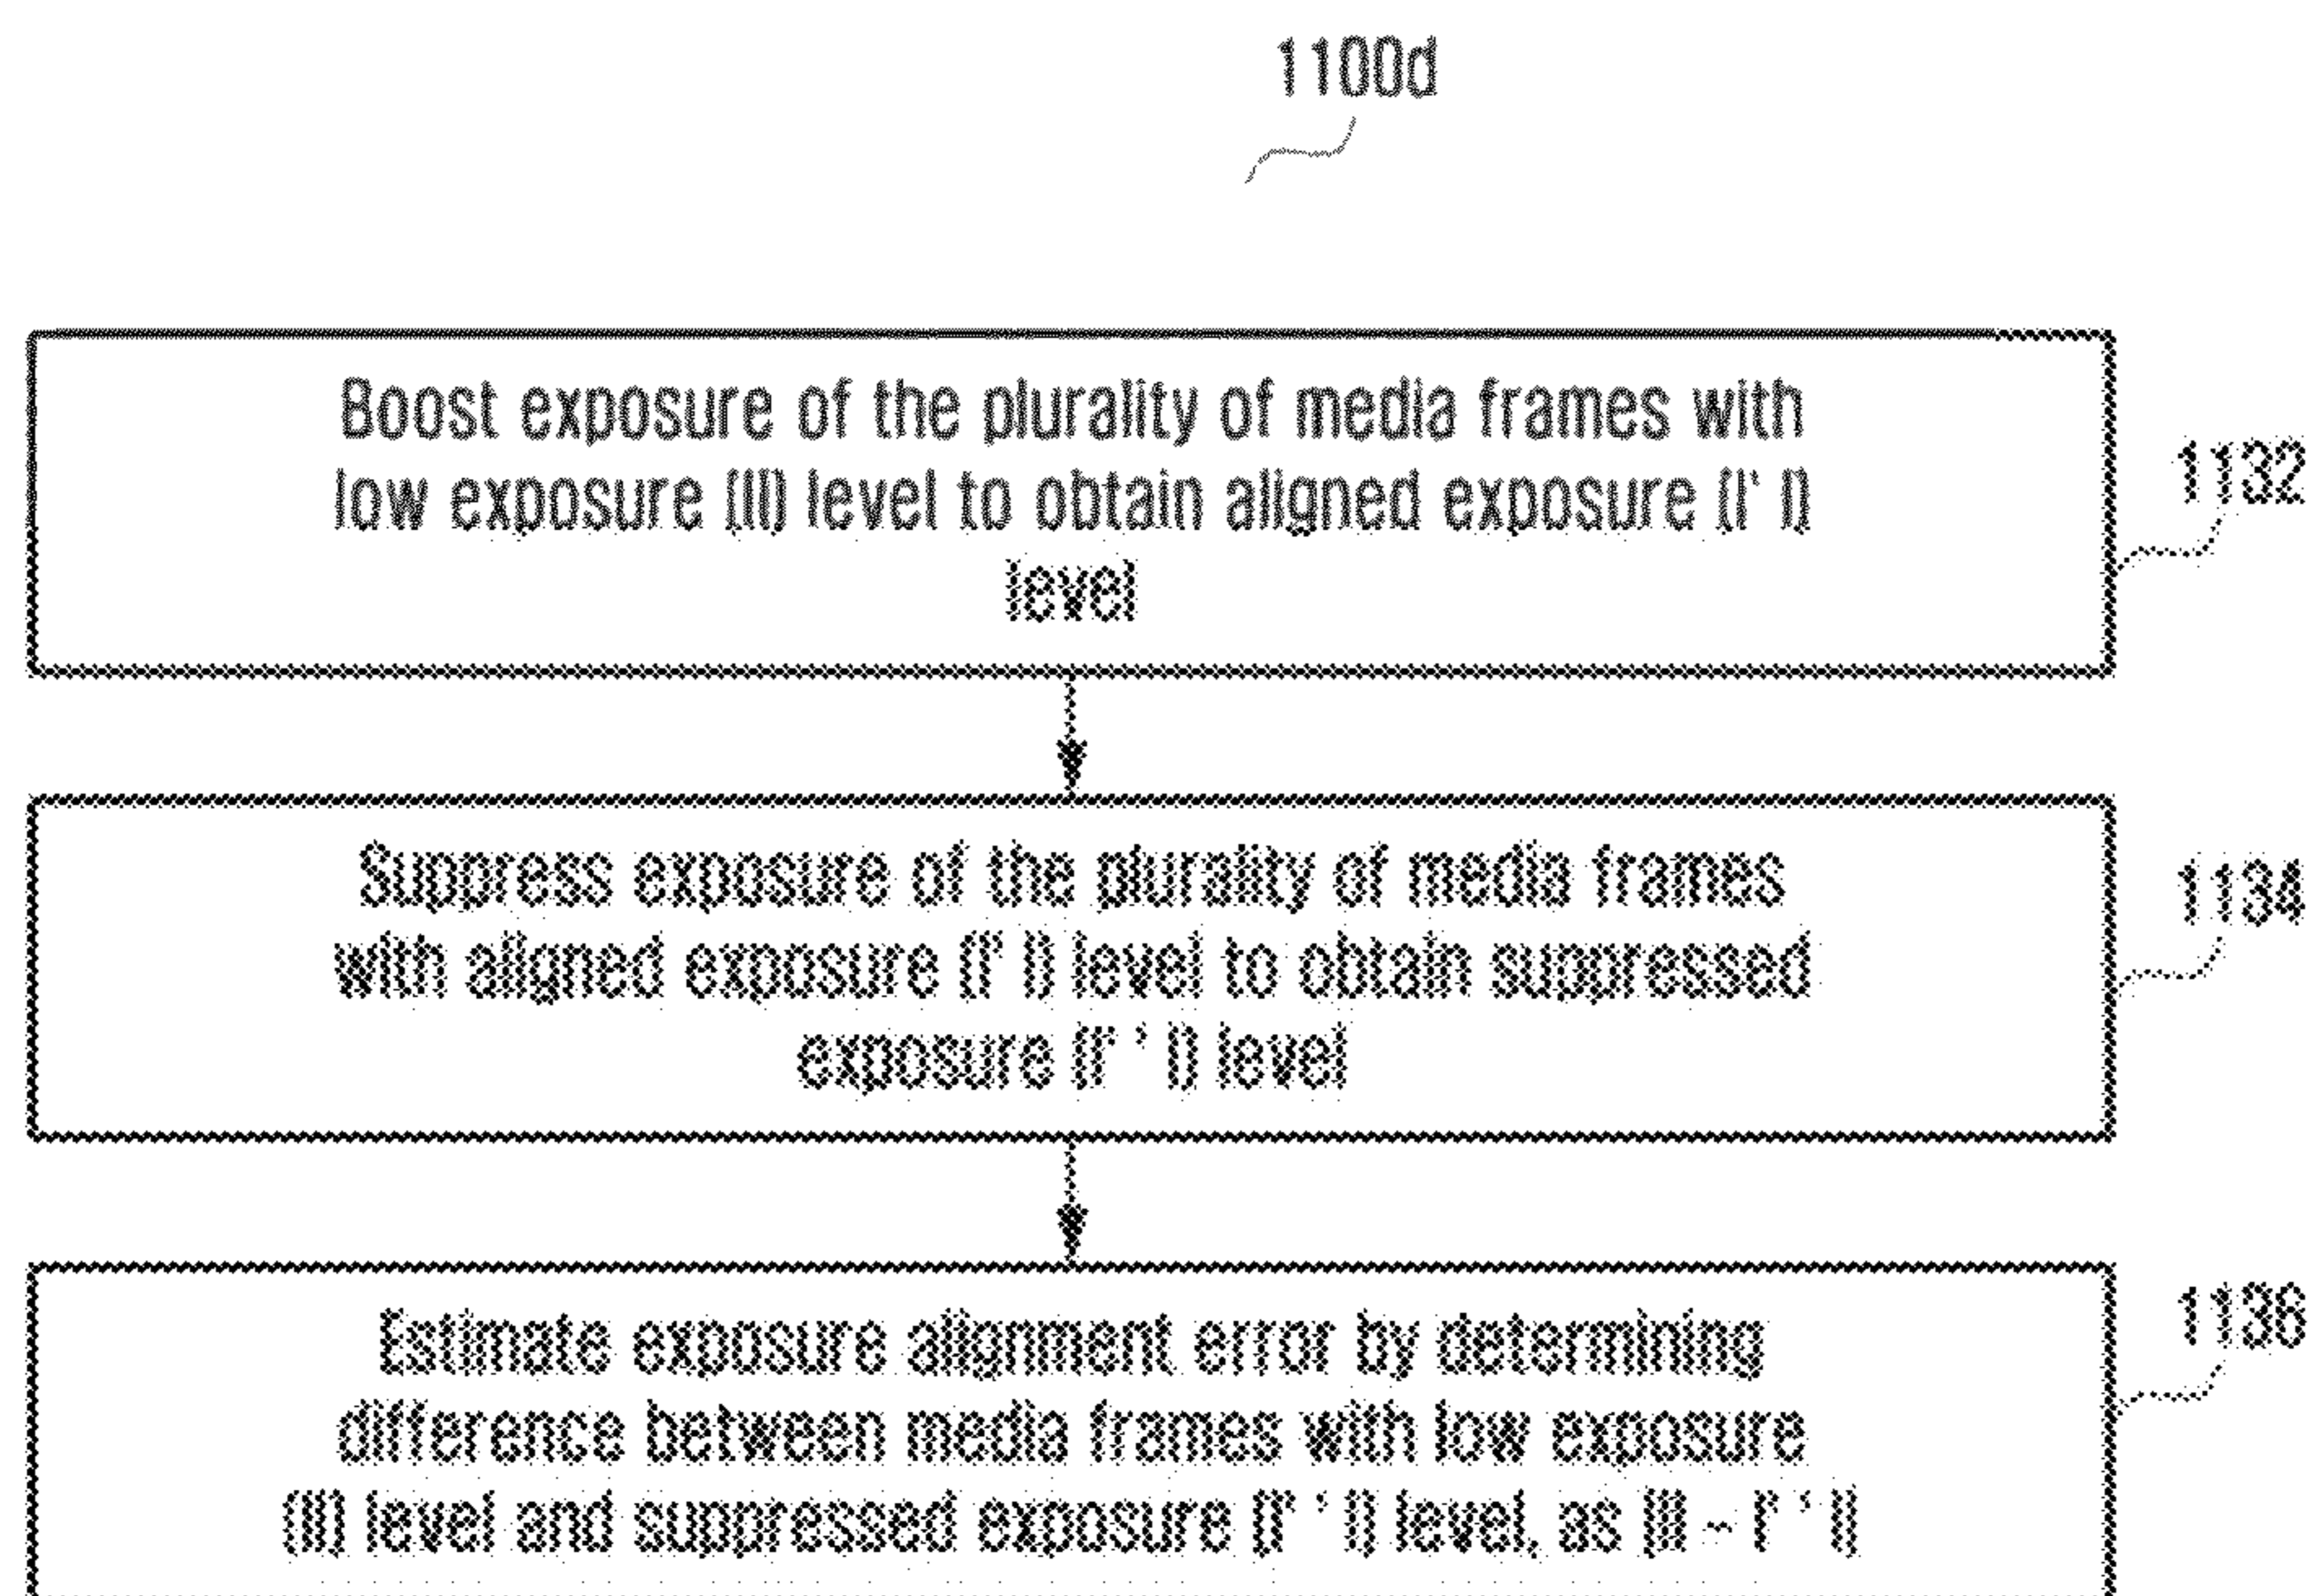 1100d
Boost exposure of the plurality of media frames with
low exposure (Il) level to obtain aligned exposure (I' l)
level
1132
Suppress exposure of the plurality of media frames
with aligned exposure (I' l) level to obtain suppressed
exposure (I' ' l) level
1134
Estimate exposure alignment error by determining
difference between media frames with low exposure
(Il) level and suppressed exposure (I' ' l) level, as |Il - I' ' l|
1136